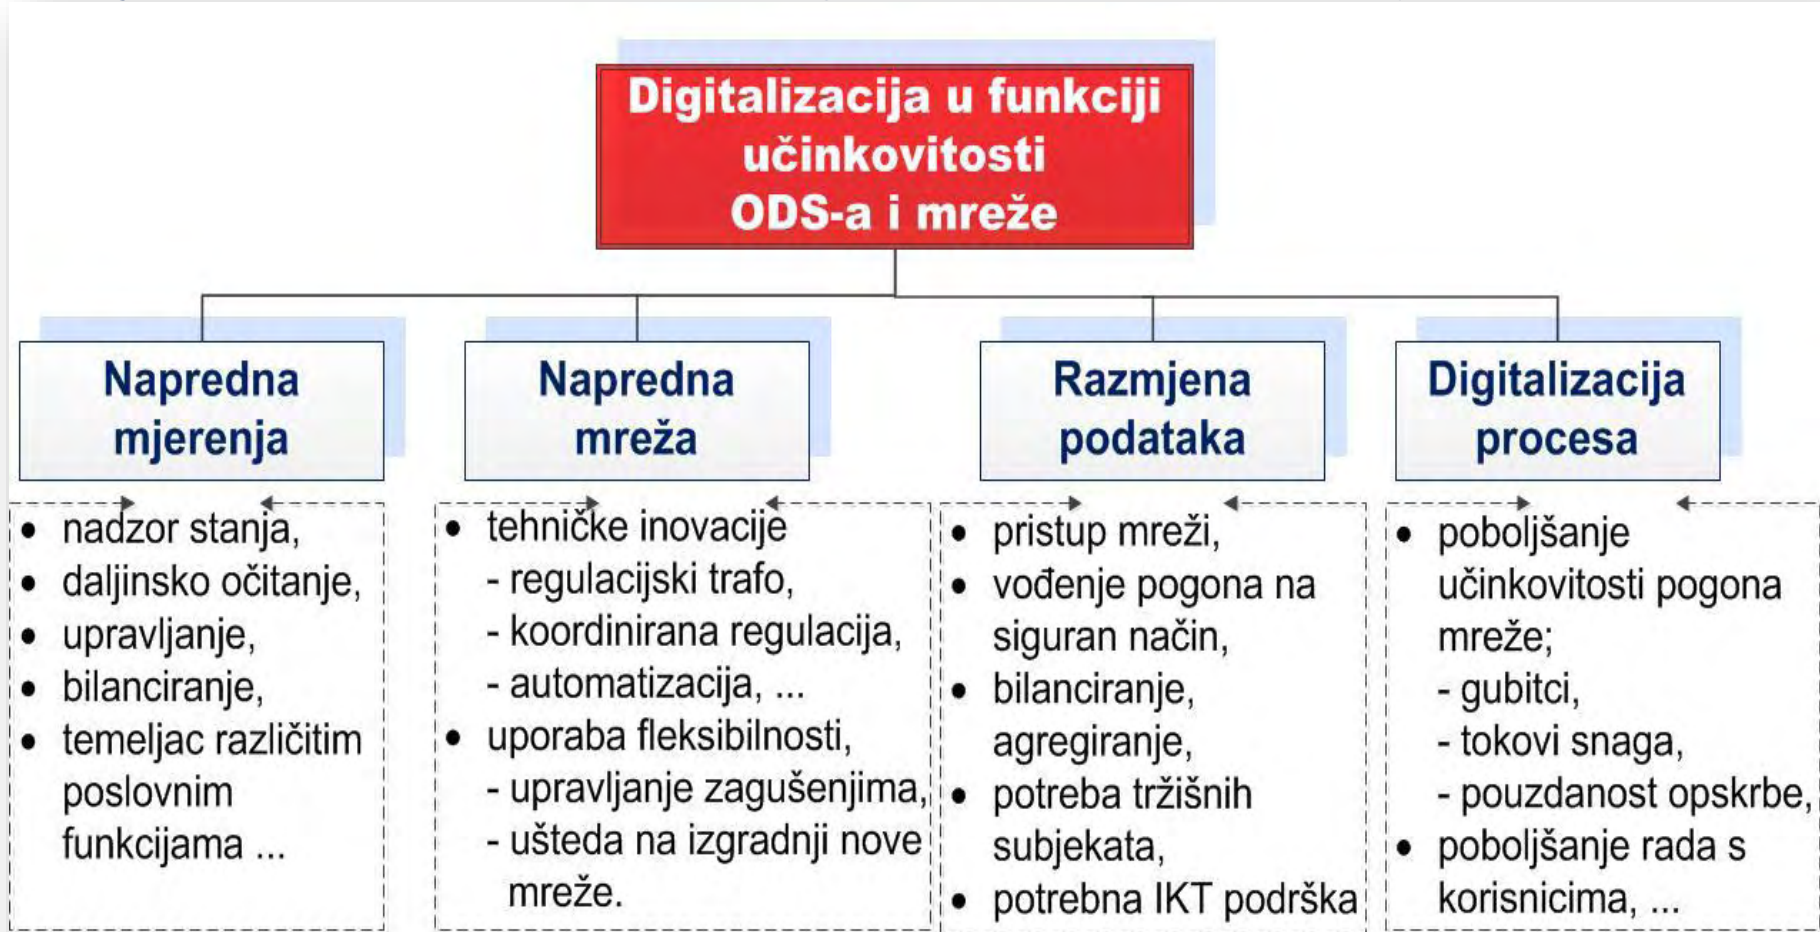 Digitalizacija u funkciji
učinkovitosti
ODS-a i mreže
Napredna
mjerenja
• nadzor stanja,
• daljinsko očitanje,
• upravljanje,
• bilanciranje,
• temeljac različitim
poslovnim
funkcijama ...
Napredna
mreža
• tehničke inovacije
- regulacijski trafo,
- koordinirana regulacija,
- automatizacija, ...
• uporaba fleksibilnosti,
- upravljanje zagušenjima,
- ušteda na izgradnji nove
mreže.
Razmjena
podataka
• pristup mreži,
• vođenje pogona na
siguran način,
• bilanciranje,
agregiranje,
• potreba tržišnih
subjekata,
• potrebna IKT podrška
Digitalizacija
procesa
• poboljšanje
učinkovitosti pogona
mreže;
- gubitci,
- tokovi snaga,
- pouzdanost opskrbe,
• poboljšanje rada s
korisnicima, ...